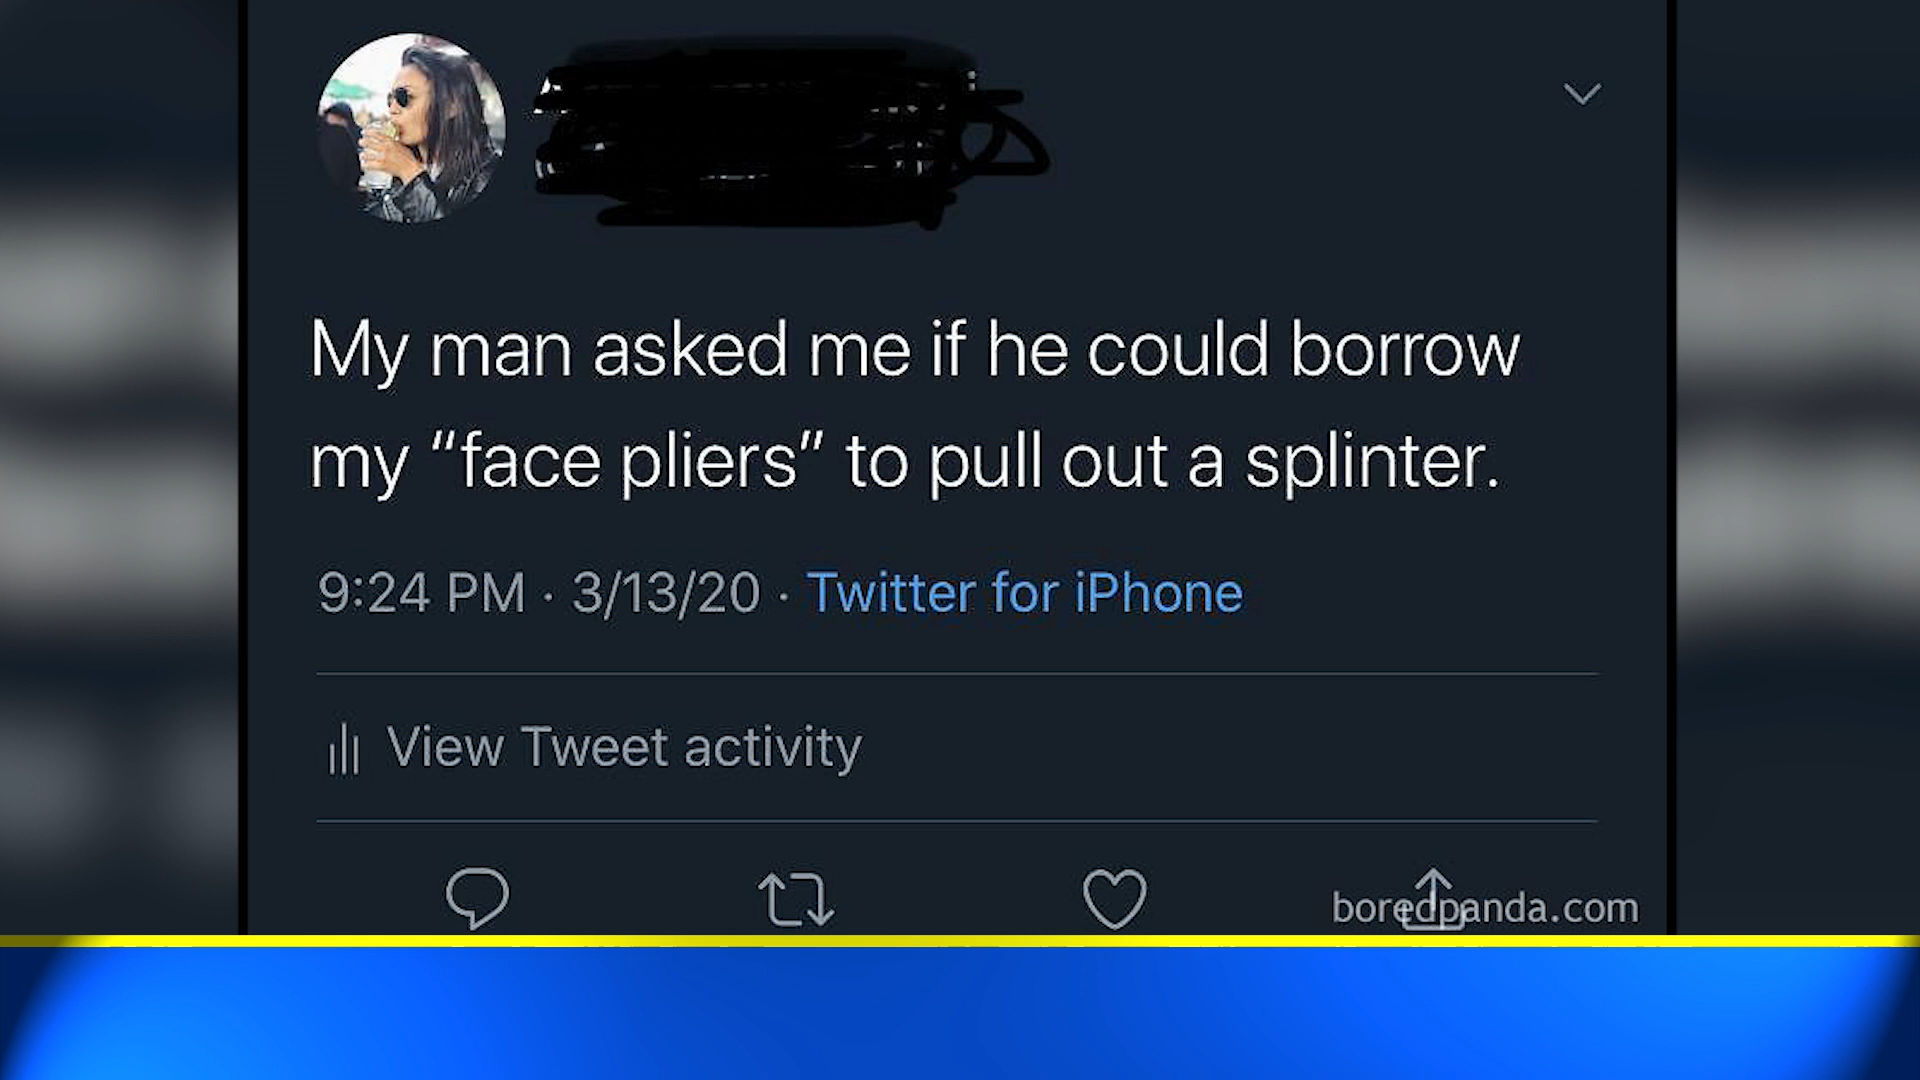 My man asked me if he could borrow
my “face pliers” to pull out a splinter.
9:24 PM · 3/13/20 · Twitter for iPhone
View Tweet activity
boredpanda.com